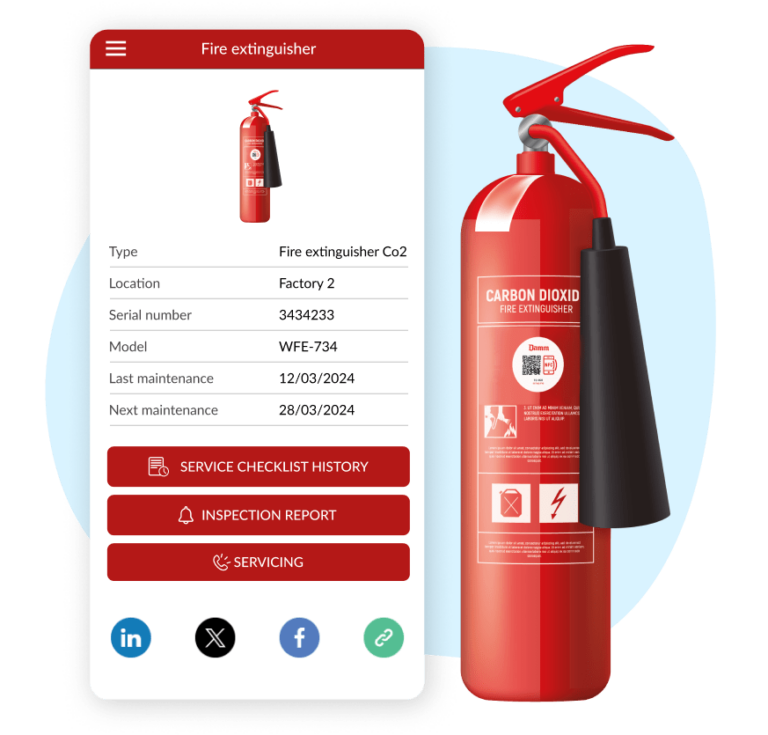 Fire extinguisher
Type Fire extinguisher Co2
Location Factory 2
Serial number 3434233
Model WFE-734
Last maintenance 12/03/2024
Next maintenance 28/03/2024
SERVICE CHECKLIST HISTORY
INSPECTION REPORT
SERVICING
in
X
f
CARBON DIOXID
FIRE EXTINGUISHER